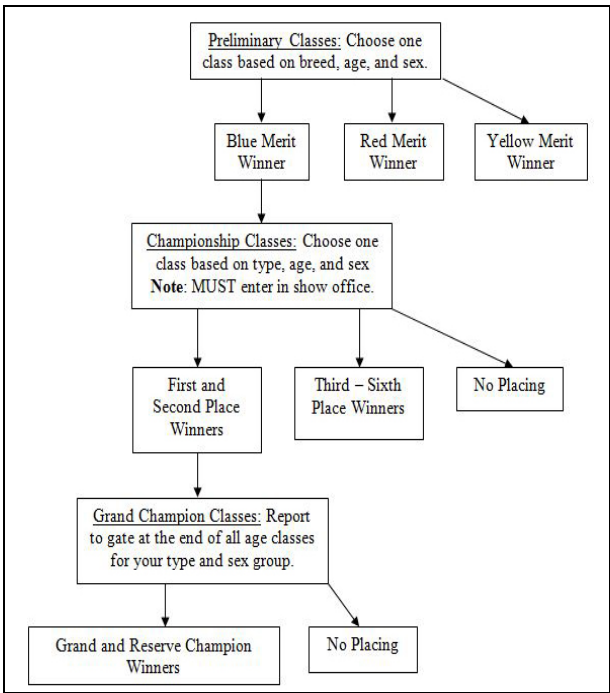 Preliminary Classes: Choose one
class based on breed, age, and sex.
Blue Merit
Winner
Red Merit
Winner
Yellow Merit
Winner
Championship Classes: Choose one
class based on type, age, and sex
Note: MUST enter in show office.
First and
Second Place
Winners
Third – Sixth
Place Winners
No Placing
Grand Champion Classes: Report
to gate at the end of all age classes
for your type and sex group.
Grand and Reserve Champion
Winners
No Placing